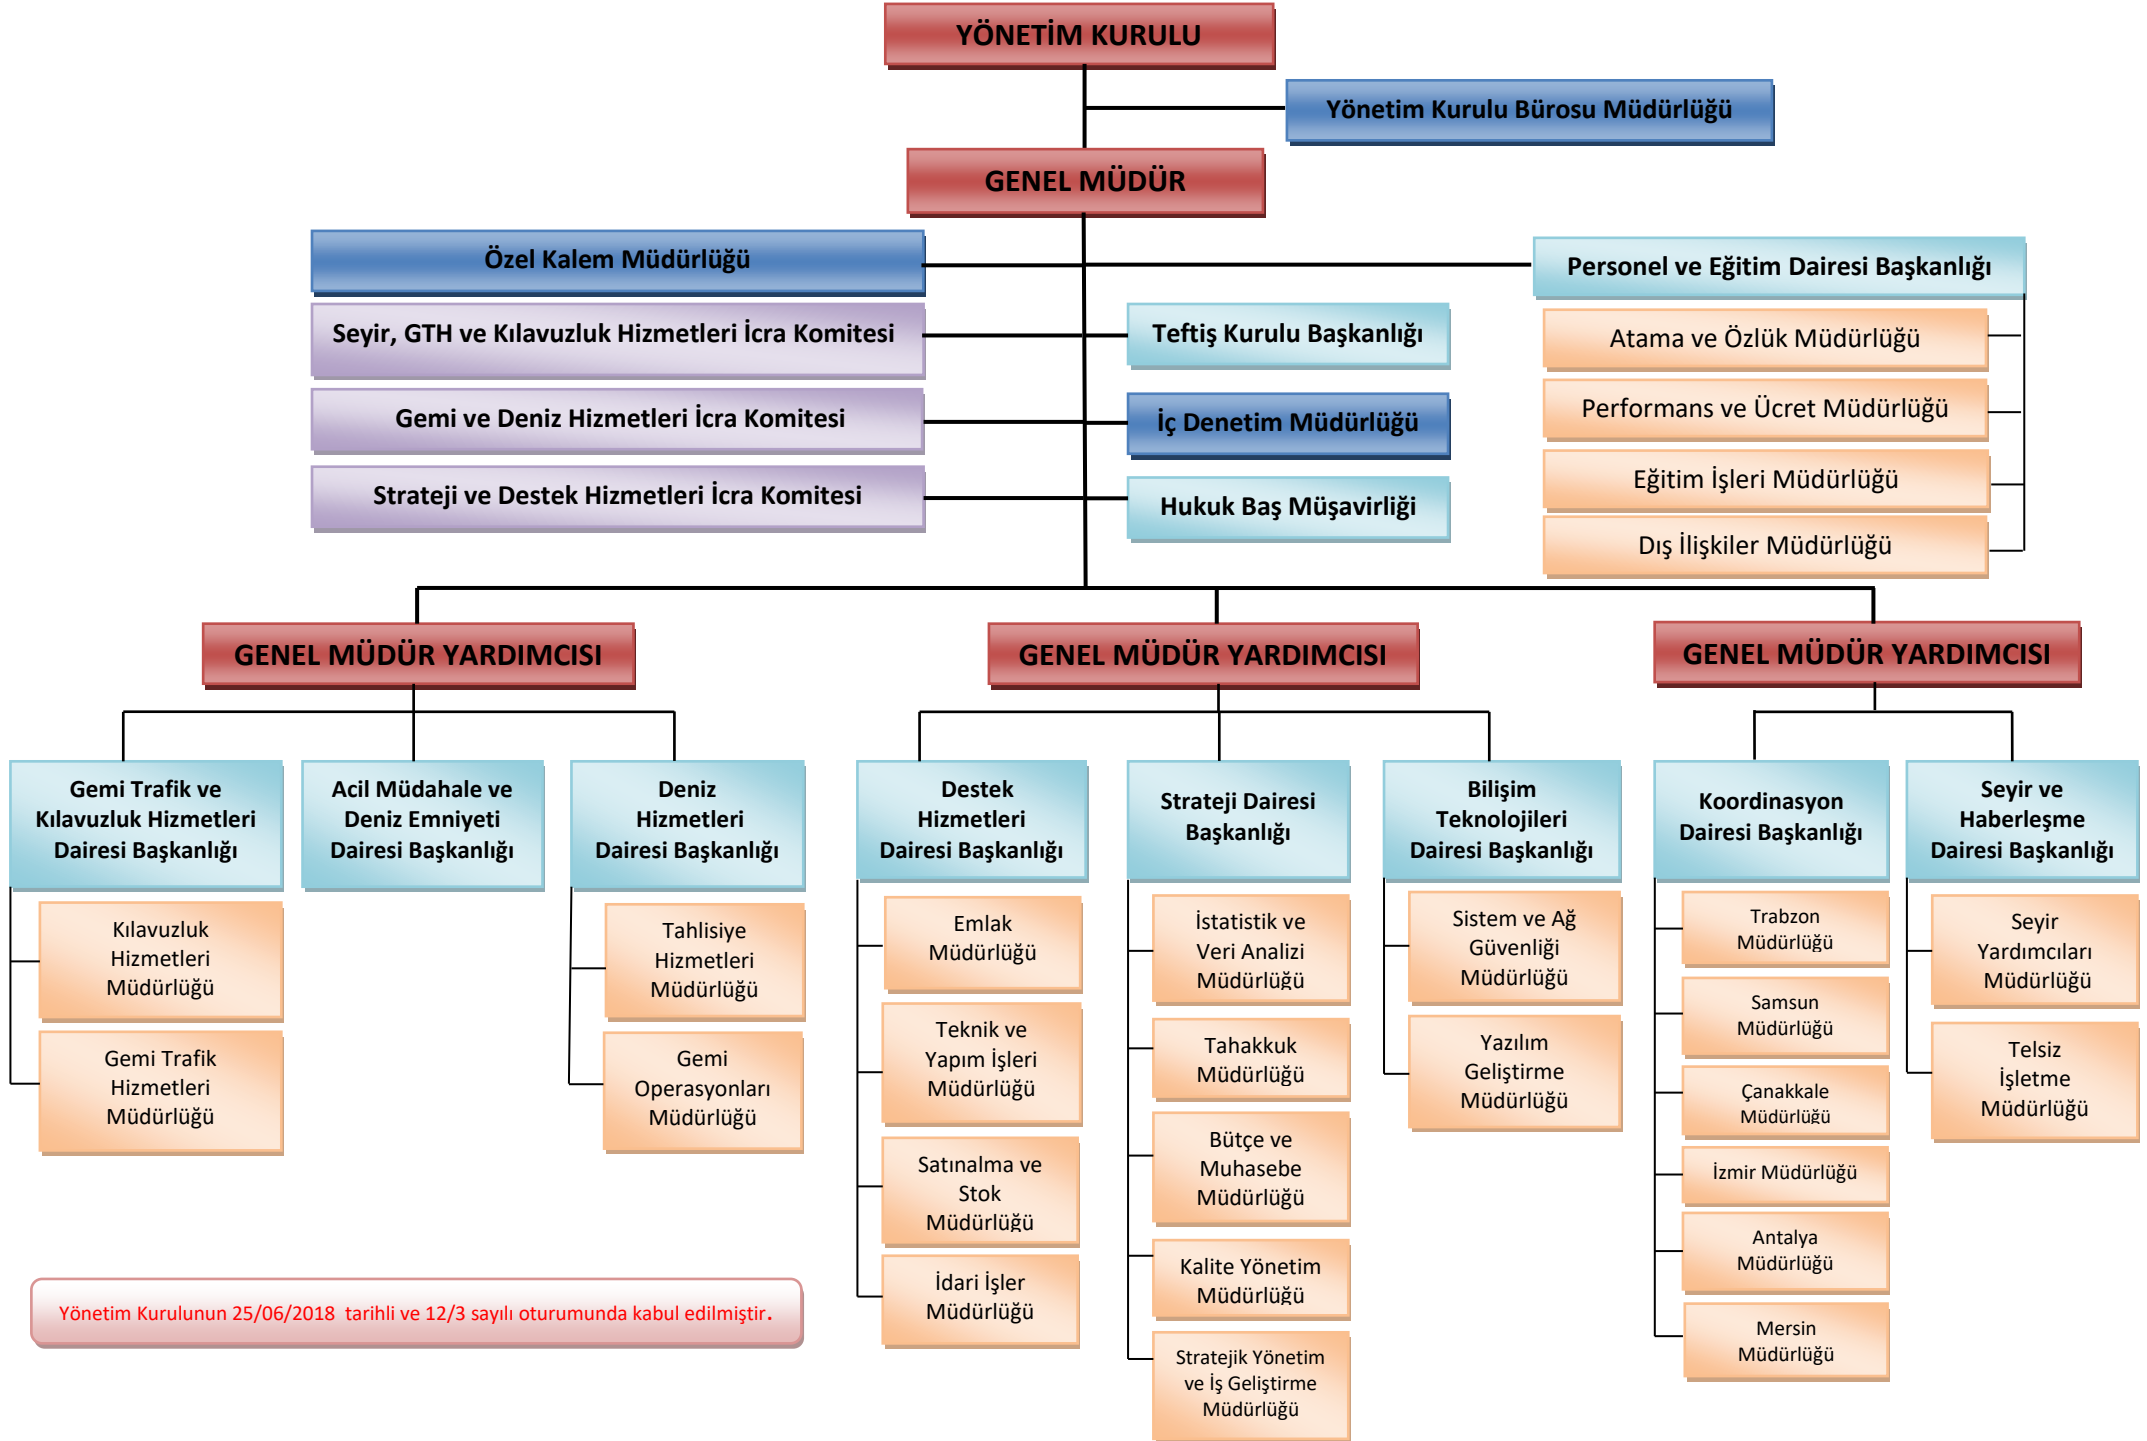 YÖNETİM KURULU
Yönetim Kurulu Bürosu Müdürlüğü
GENEL MÜDÜR
Özel Kalem Müdürlüğü
Personel ve Eğitim Dairesi Başkanlığı
Seyir, GTH ve Kılavuzluk Hizmetleri İcra Komitesi
Teftiş Kurulu Başkanlığı
Atama ve Özlük Müdürlüğü
Gemi ve Deniz Hizmetleri İcra Komitesi
İç Denetim Müdürlüğü
Performans ve Ücret Müdürlüğü
Strateji ve Destek Hizmetleri İcra Komitesi
Hukuk Baş Müşavirliği
Eğitim İşleri Müdürlüğü
Dış İlişkiler Müdürlüğü
GENEL MÜDÜR YARDIMCISI
GENEL MÜDÜR YARDIMCISI
GENEL MÜDÜR YARDIMCISI
Gemi Trafik ve
Kılavuzluk Hizmetleri
Dairesi Başkanlığı
Acil Müdahale ve
Deniz Emniyeti
Dairesi Başkanlığı
Deniz
Hizmetleri
Dairesi Başkanlığı
Destek
Hizmetleri
Dairesi Başkanlığı
Strateji Dairesi
Başkanlığı
Bilişim
Teknolojileri
Dairesi Başkanlığı
Koordinasyon
Dairesi Başkanlığı
Seyir ve
Haberleşme
Dairesi Başkanlığı
Kılavuzluk
Hizmetleri
Müdürlüğü
Gemi Trafik
Hizmetleri
Müdürlüğü
Tahlisiye
Hizmetleri
Müdürlüğü
Gemi
Operasyonları
Müdürlüğü
Emlak
Müdürlüğü
Teknik ve
Yapım İşleri
Müdürlüğü
Satınalma ve
Stok
Müdürlüğü
İdari İşler
Müdürlüğü
İstatistik ve
Veri Analizi
Müdürlüğü
Tahakkuk
Müdürlüğü
Bütçe ve
Muhasebe
Müdürlüğü
Kalite Yönetim
Müdürlüğü
Stratejik Yönetim
ve İş Geliştirme
Müdürlüğü
Sistem ve Ağ
Güvenliği
Müdürlüğü
Yazılım
Geliştirme
Müdürlüğü
Trabzon
Müdürlüğü
Samsun
Müdürlüğü
Çanakkale
Müdürlüğü
İzmir Müdürlüğü
Antalya
Müdürlüğü
Mersin
Müdürlüğü
Seyir
Yardımcıları
Müdürlüğü
Telsiz
İşletme
Müdürlüğü
Yönetim Kurulunun 25/06/2018 tarihli ve 12/3 sayılı oturumunda kabul edilmiştir.